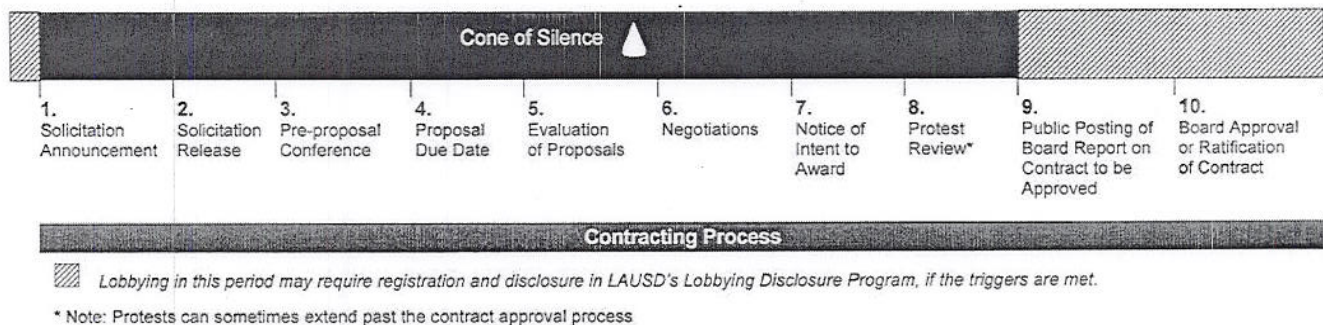 Cone of Silence
1.
Solicitation
Announcement
2.
Solicitation
Release
3.
Pre-proposal
Conference
4.
Proposal
Due Date
5.
Evaluation
of Proposals
6.
Negotiations
7.
Notice of
Intent to
Award
8.
Protest
Review*
9.
Public Posting of
Board Report on
Contract to be
Approved
10.
Board Approval
or Ratification
of Contract
Contracting Process
Lobbying in this period may require registration and disclosure in LAUSD's Lobbying Disclosure Program, if the triggers are met.
* Note: Protests can sometimes extend past the contract approval process